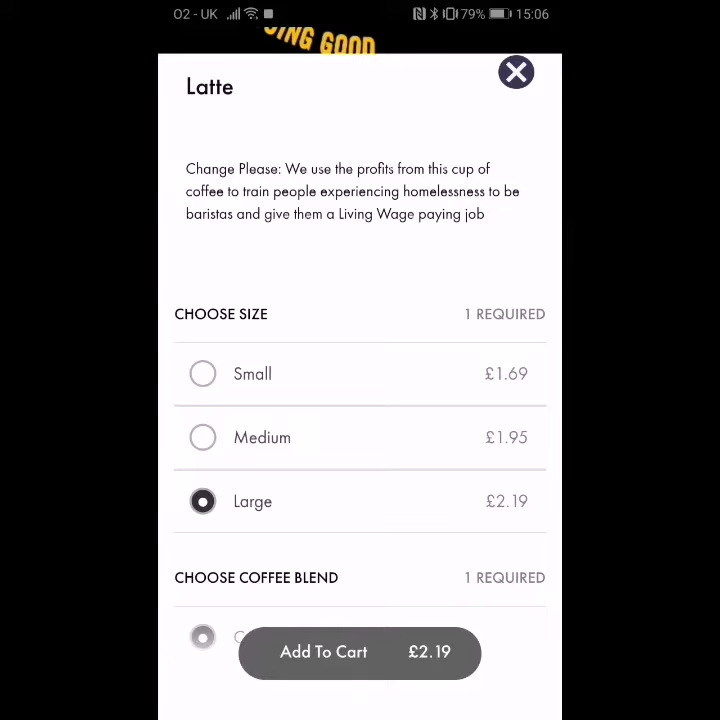 O2 - UK 79% 15:06
ING GOOD
Latte
Change Please: We use the profits from this cup of
coffee to train people experiencing homelessness to be
baristas and give them a Living Wage paying job
CHOOSE SIZE 1 REQUIRED
Small £1.69
Medium £1.95
Large £2.19
CHOOSE COFFEE BLEND 1 REQUIRED
C
Add To Cart £2.19